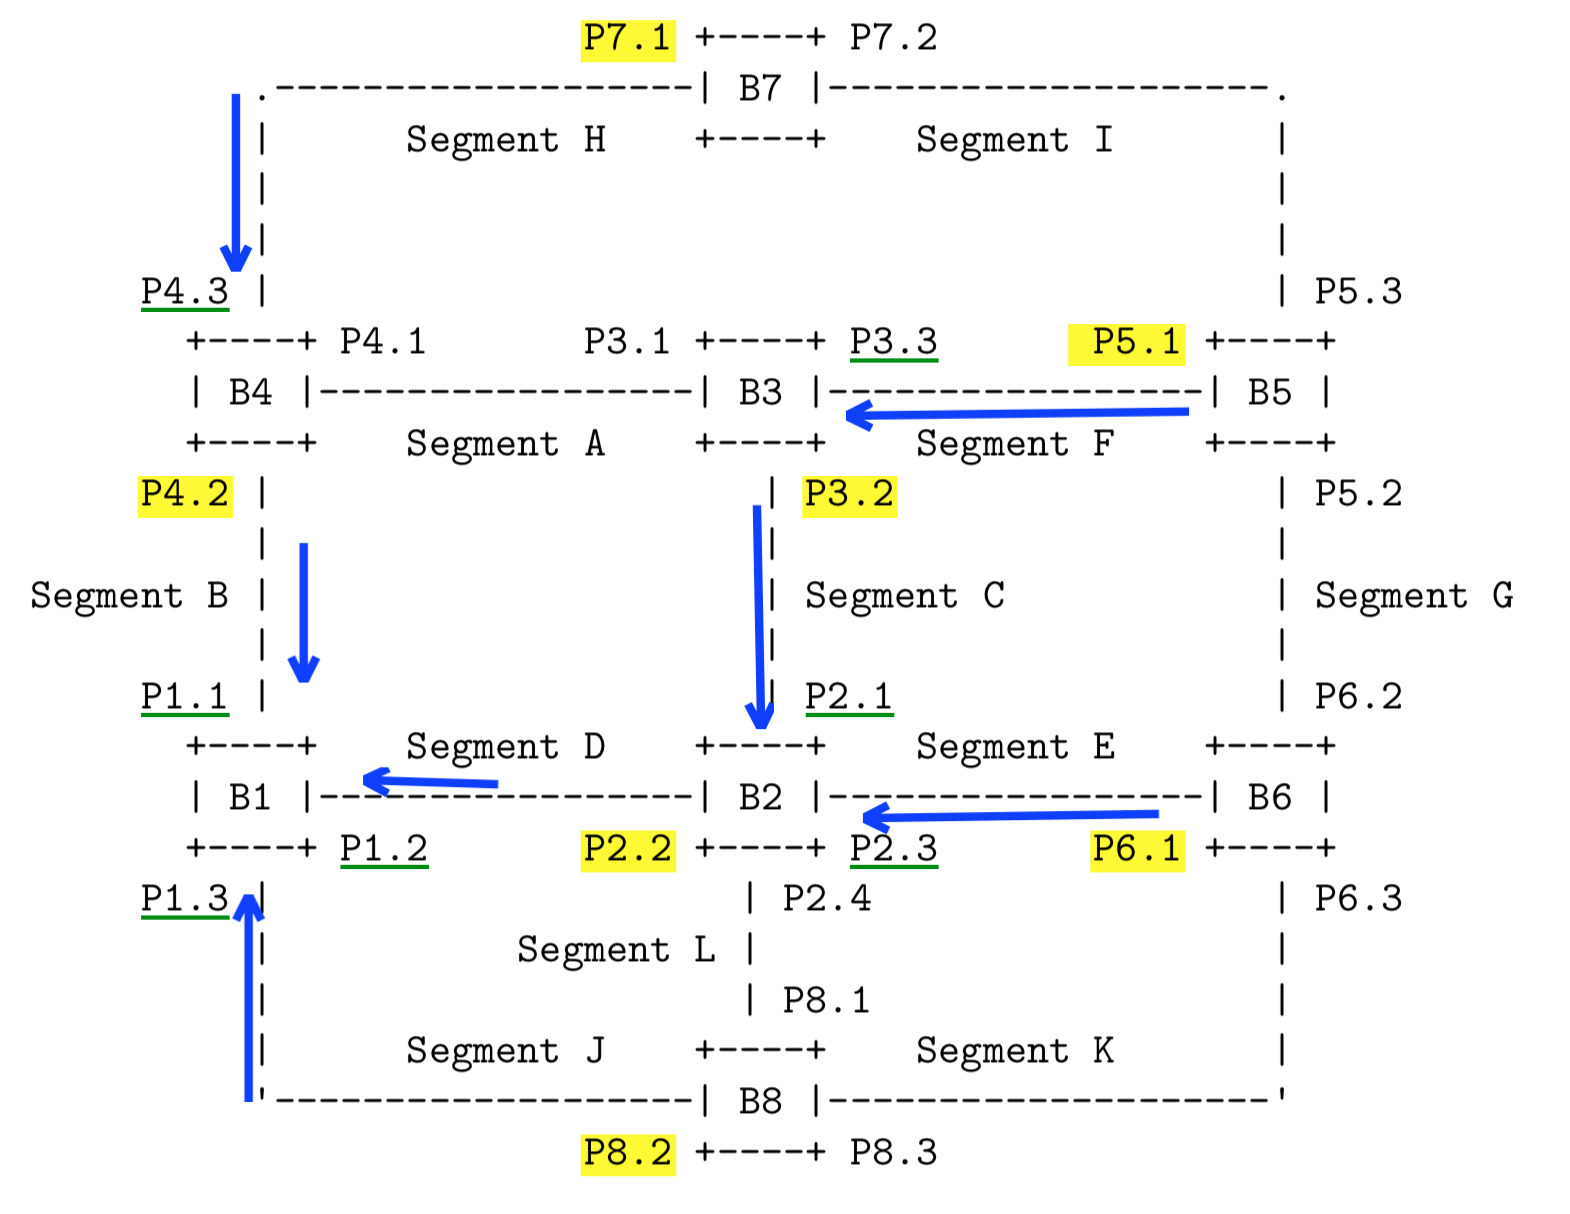 P7.1 +----+ P7.2
.-------------------| B7 |--------------------.
| Segment H +----+ Segment I |
| |
| |
P4.3 | | P5.3
+----+ P4.1 P3.1 +----+ P3.3 P5.1 +----+
| B4 |-----------------| B3 |-----------------| B5 |
+----+ Segment A +----+ Segment F +----+
P4.2 | | P3.2 | P5.2
| | |
Segment B | | Segment C | Segment G
| | |
P1.1 | | P2.1 | P6.2
+----+ Segment D +----+ Segment E +----+
| B1 |-----------------| B2 |-----------------| B6 |
+----+ P1.2 P2.2 +----+ P2.3 P6.1 +----+
P1.3 | | P2.4 | P6.3
| Segment L | |
| | P8.1 |
| Segment J +----+ Segment K |
'-------------------| B8 |--------------------'
P8.2 +----+ P8.3